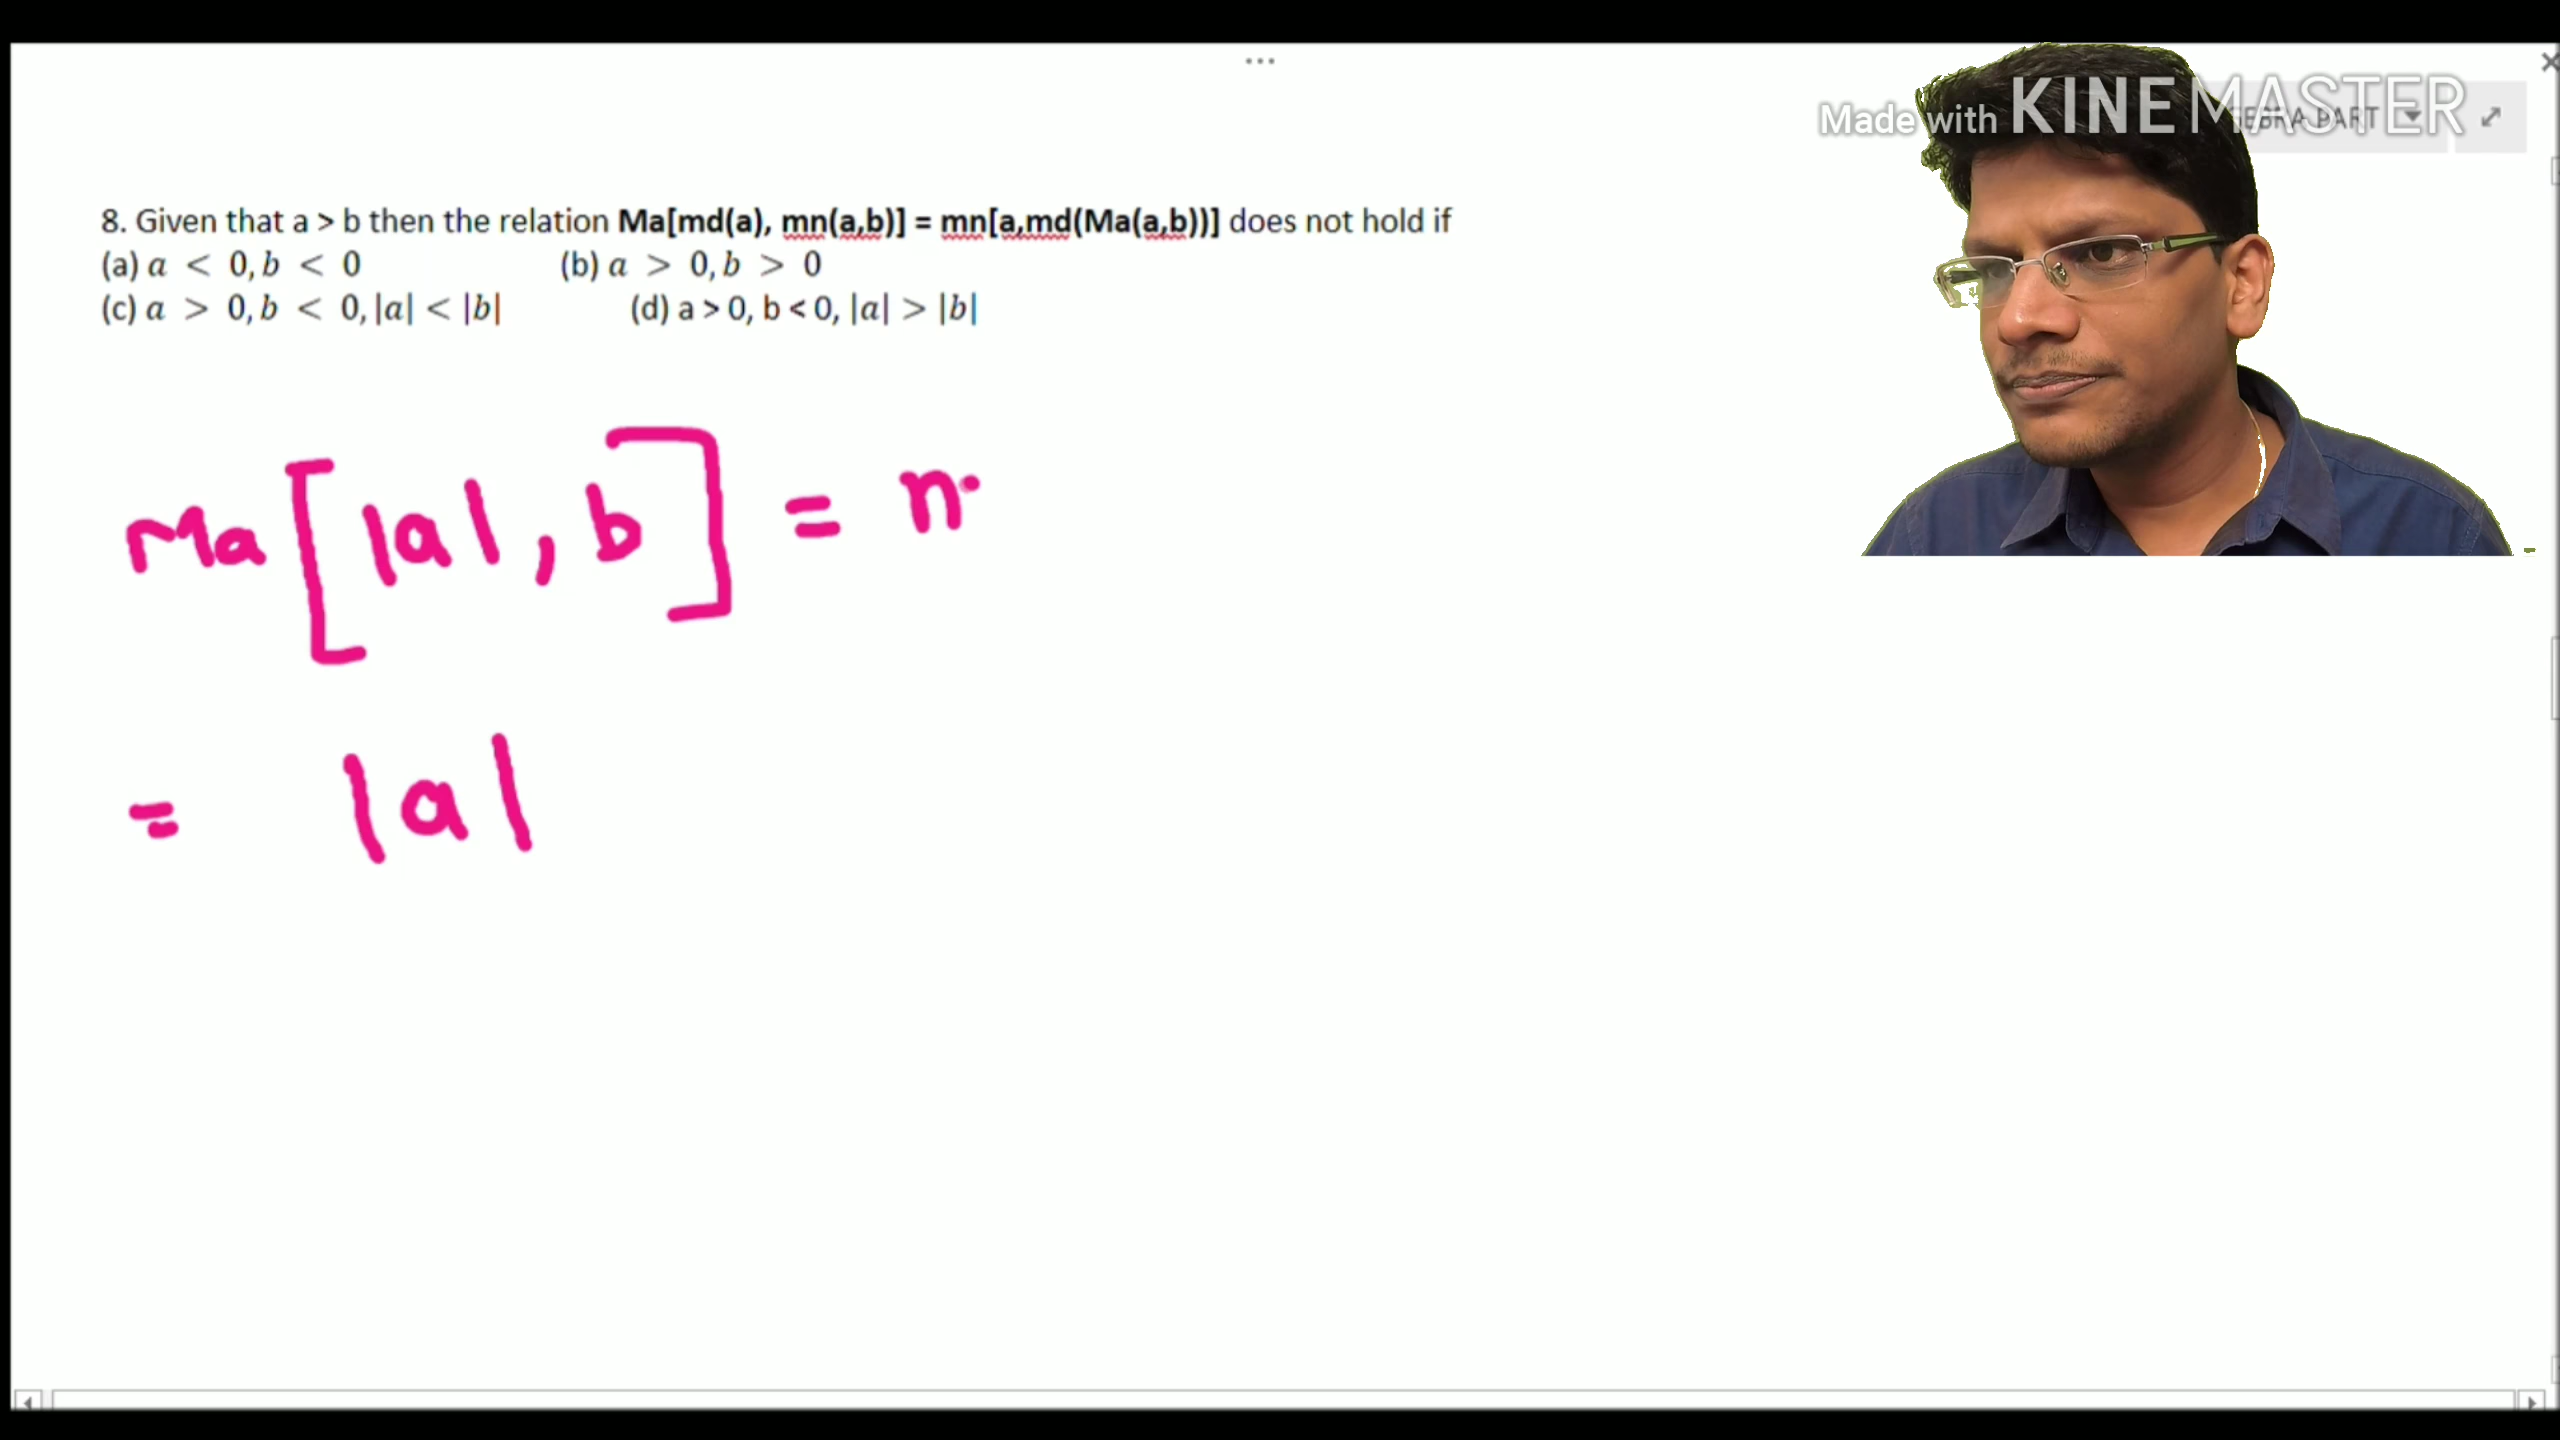 Made with KINEMASTER
8. Given that a > b then the relation Ma[md(a), mn(a,b)] = mn[a,md(Ma(a,b))] does not hold if
(a) a < 0, b < 0 (b) a > 0, b > 0
(c) a > 0, b < 0, |a| < |b| (d) a > 0, b < 0, |a| > |b|
Ma [ |a| , b ] = n
= |a|